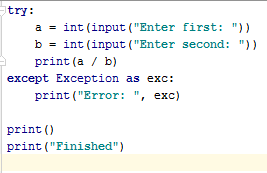 try:
    a = int(input("Enter first: "))
    b = int(input("Enter second: "))
    print(a / b)
except Exception as exc:
    print("Error: ", exc)

print()
print("Finished")